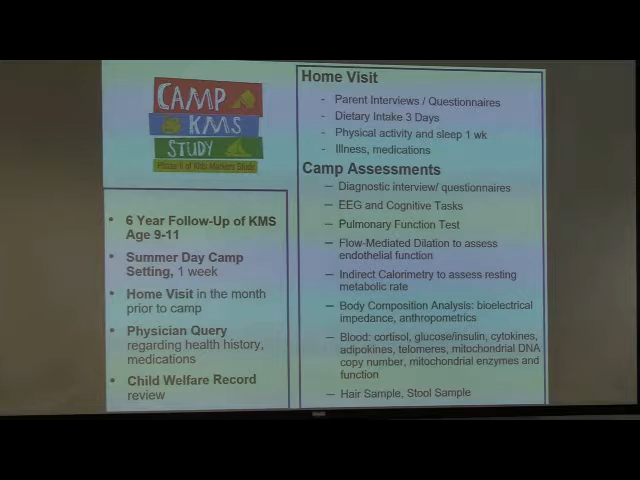 CAMP
KMS
STUDY
Phase II of Kids Markers Study
• 6 Year Follow-Up of KMS
Age 9-11
• Summer Day Camp
Setting, 1 week
• Home Visit in the month
prior to camp
• Physician Query
regarding health history,
medications
• Child Welfare Record
review
Home Visit
- Parent Interviews / Questionnaires
- Dietary Intake 3 Days
- Physical activity and sleep 1 wk
- Illness, medications
Camp Assessments
– Diagnostic interview/ questionnaires
– EEG and Cognitive Tasks
– Pulmonary Function Test
– Flow-Mediated Dilation to assess
endothelial function
– Indirect Calorimetry to assess resting
metabolic rate
– Body Composition Analysis: bioelectrical
impedance, anthropometrics
– Blood: cortisol, glucose/insulin, cytokines,
adipokines, telomeres, mitochondrial DNA
copy number, mitochondrial enzymes and
function
– Hair Sample, Stool Sample